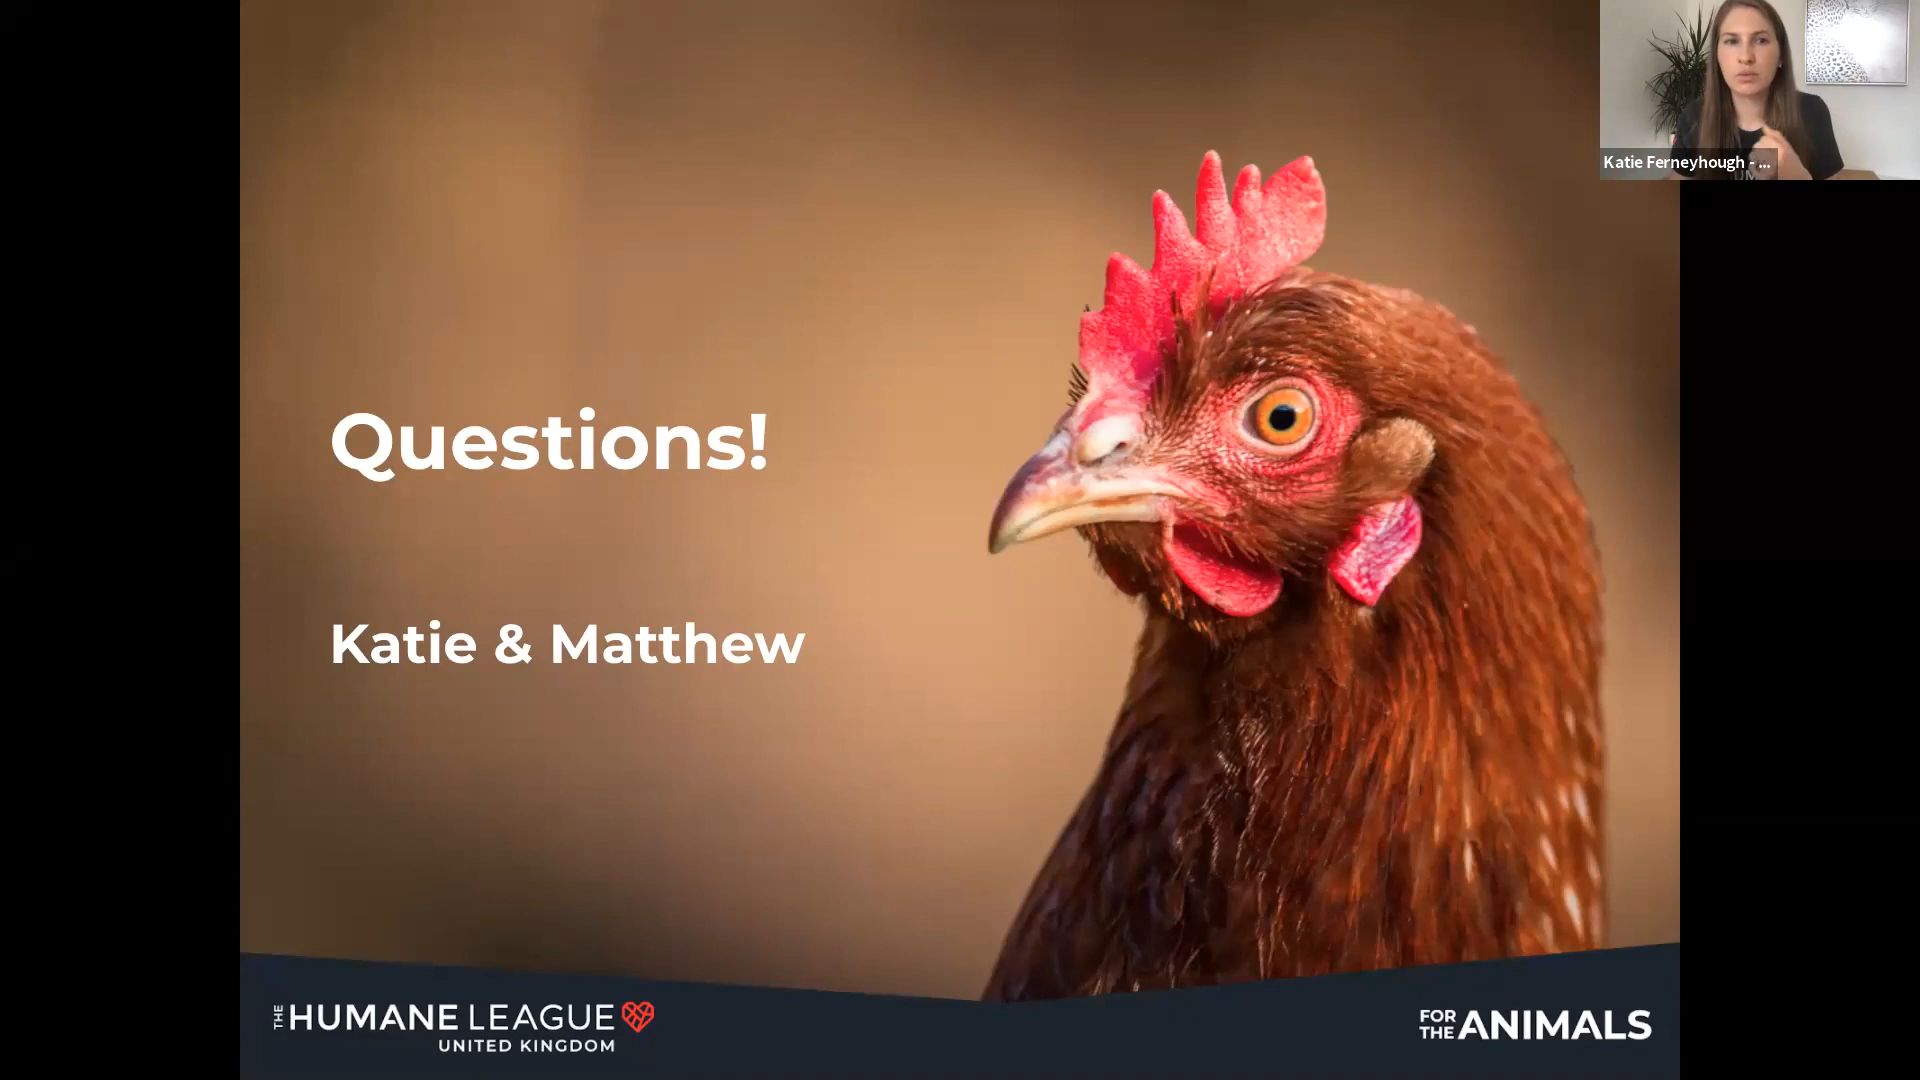 Katie Ferneyhough - ...
Questions!
Katie & Matthew
THE HUMANE LEAGUE
UNITED KINGDOM
FOR THE ANIMALS